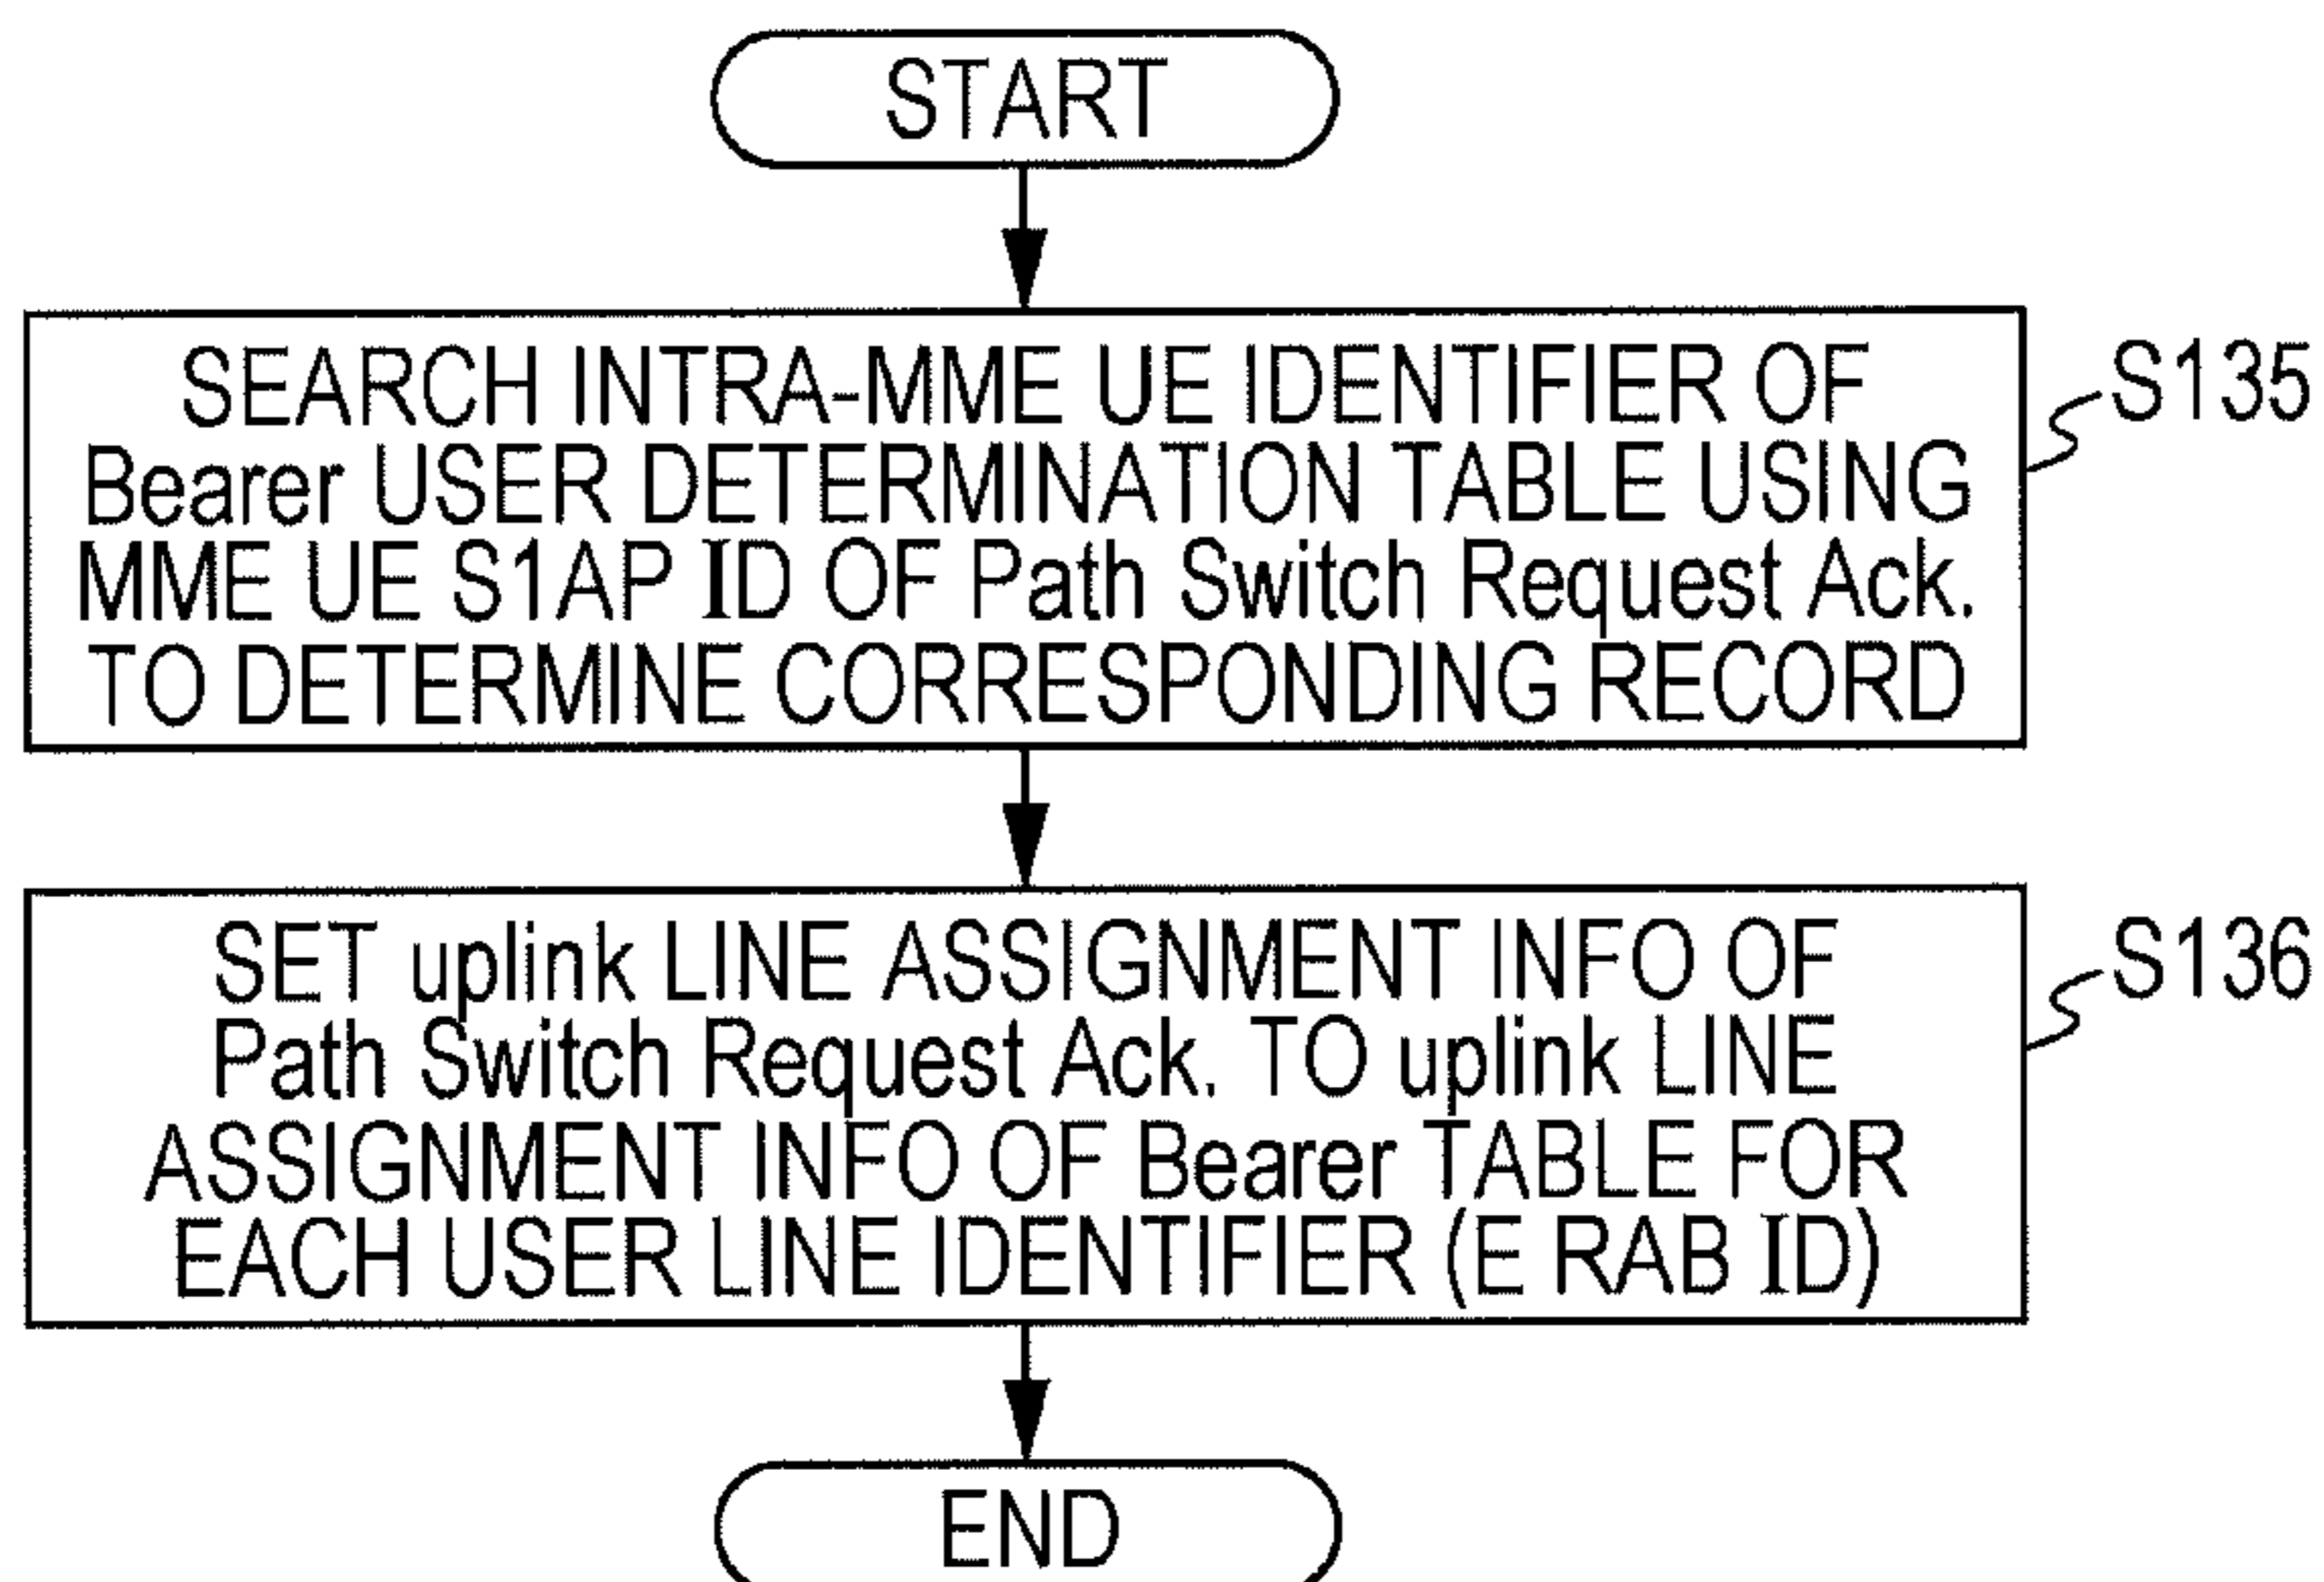 START
SEARCH INTRA-MME UE IDENTIFIER OF
Bearer USER DETERMINATION TABLE USING
MME UE S1AP ID OF Path Switch Request Ack.
TO DETERMINE CORRESPONDING RECORD
S135
SET uplink LINE ASSIGNMENT INFO OF
Path Switch Request Ack. TO uplink LINE
ASSIGNMENT INFO OF Bearer TABLE FOR
EACH USER LINE IDENTIFIER (E RAB ID)
S136
END